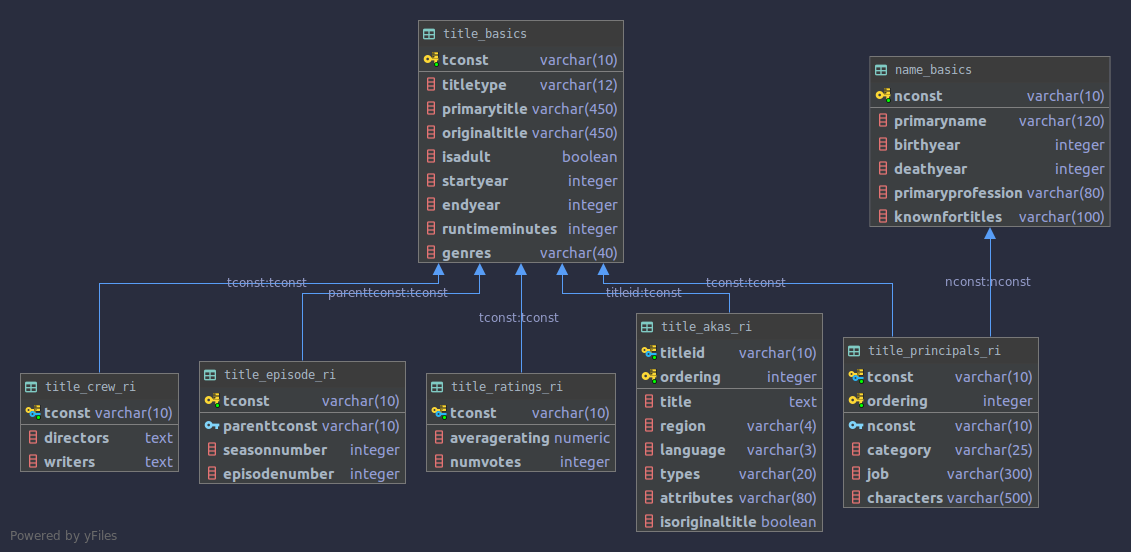 title_basics
tconst varchar(10)
titletype varchar(12)
primarytitle varchar(450)
originaltitle varchar(450)
isadult boolean
startyear integer
endyear integer
runtimeminutes integer
genres varchar(40)
name_basics
nconst varchar(10)
primaryname varchar(120)
birthyear integer
deathyear integer
primaryprofession varchar(80)
knownfortitles varchar(100)
tconst:tconst
parenttconst:tconst
tconst:tconst
titleid:tconst
tconst:tconst
nconst:nconst
title_crew_ri
tconst varchar(10)
directors text
writers text
title_episode_ri
tconst varchar(10)
parenttconst varchar(10)
seasonnumber integer
episodenumber integer
title_ratings_ri
tconst varchar(10)
averagerating numeric
numvotes integer
title_akas_ri
titleid varchar(10)
ordering integer
title text
region varchar(4)
language varchar(3)
types varchar(20)
attributes varchar(80)
isoriginaltitle boolean
title_principals_ri
tconst varchar(10)
ordering integer
nconst varchar(10)
category varchar(25)
job varchar(300)
characters varchar(500)
Powered by yFiles